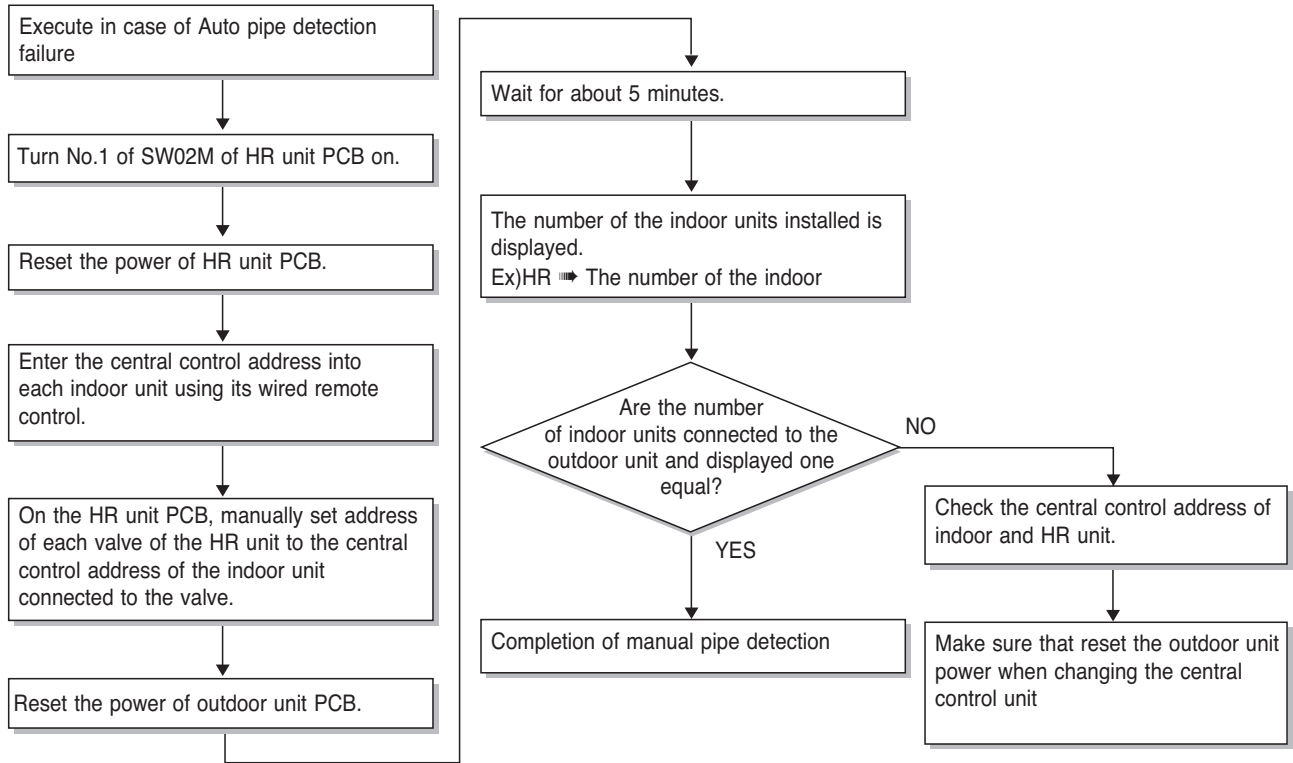 Execute in case of Auto pipe detection
failure
Turn No.1 of SW02M of HR unit PCB on.
Reset the power of HR unit PCB.
Enter the central control address into
each indoor unit using its wired remote
control.
On the HR unit PCB, manually set address
of each valve of the HR unit to the central
control address of the indoor unit
connected to the valve.
Reset the power of outdoor unit PCB.
Wait for about 5 minutes.
The number of the indoor units installed is
displayed.
Ex)HR ➠ The number of the indoor
Are the number
of indoor units connected to the
outdoor unit and displayed one
equal?
NO
YES
Completion of manual pipe detection
Check the central control address of
indoor and HR unit.
Make sure that reset the outdoor unit
power when changing the central
control unit